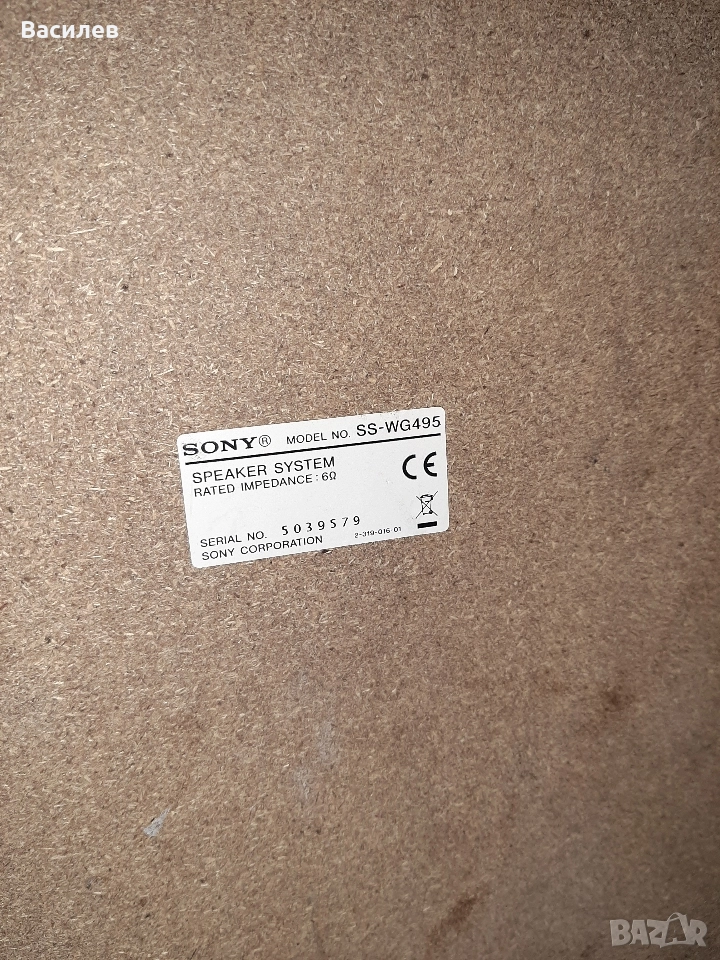 Василев
SONY® MODEL NO. SS-WG495
SPEAKER SYSTEM
RATED IMPEDANCE : 6Ω
CE
SERIAL NO. 5039579
SONY CORPORATION 2-319-016-01
BAZAR